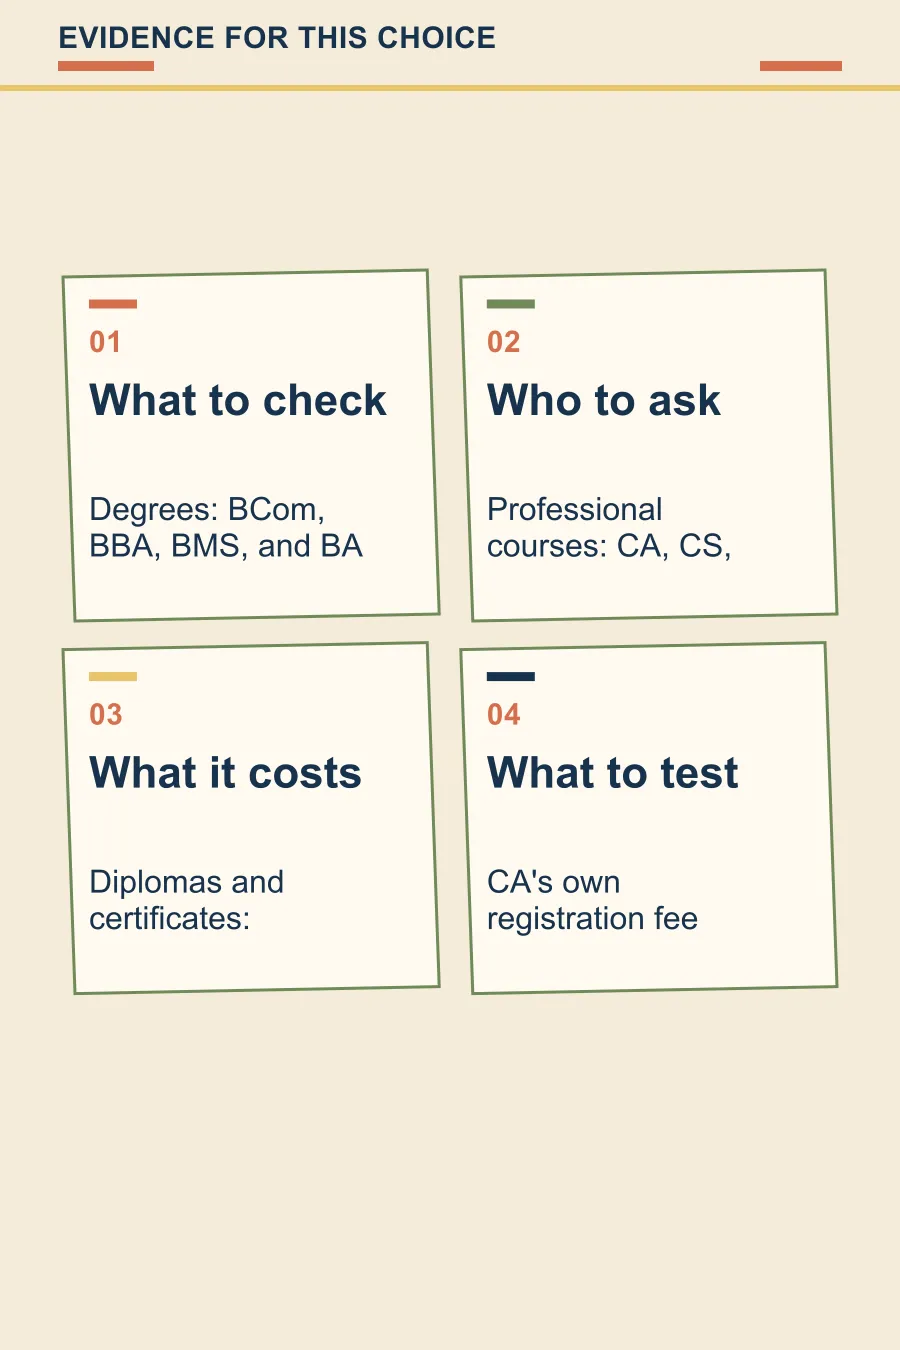 EVIDENCE FOR THIS CHOICE
01
What to check
Degrees: BCom,
BBA, BMS, and BA
02
Who to ask
Professional
courses: CA, CS,
03
What it costs
Diplomas and
certificates:
04
What to test
CA's own
registration fee